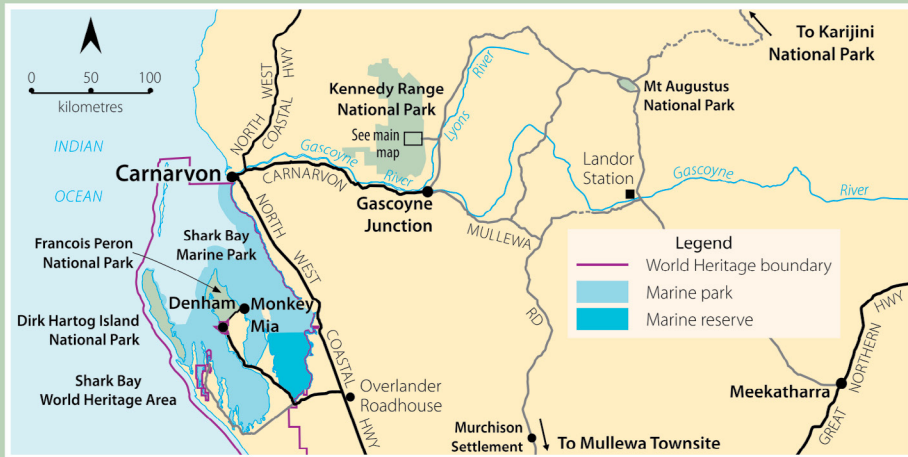 To Karijini
National Park
0 50 100
kilometres
NORTH WEST
COASTAL HWY
Kennedy Range
National Park
See main
map
Lyons River
Mt Augustus
National Park
INDIAN
OCEAN
Carnarvon
Gascoyne River
CARNARVON
Gascoyne
Junction
MULLEWA
RD
Landor
Station
Gascoyne River
NORTH WEST COASTAL HWY
Francois Peron
National Park
Shark Bay
Marine Park
Denham
Monkey
Mia
Dirk Hartog Island
National Park
Shark Bay
World Heritage Area
Overlander
Roadhouse
Legend
World Heritage boundary
Marine park
Marine reserve
Meekatharra
GREAT NORTHERN HWY
Murchison
Settlement
To Mullewa Townsite